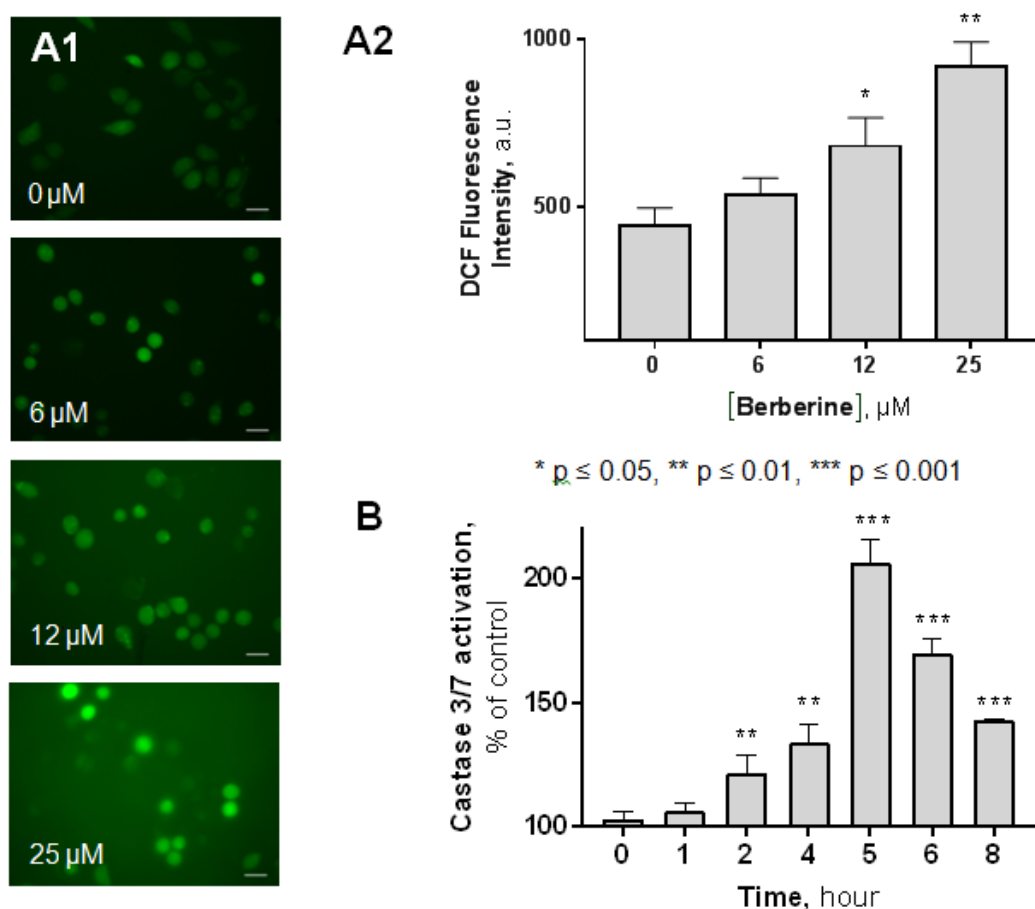 A1
0 µM
6 µM
12 µM
25 µM
A2
DCF Fluorescence
Intensity, a.u.
1000
500
*
**
0 6 12 25
[Berberine], µM
* p ≤ 0.05, ** p ≤ 0.01, *** p ≤ 0.001
B
Castase 3/7 activation,
% of control
200
150
100
**
**
***
***
***
0 1 2 4 5 6 8
Time, hour